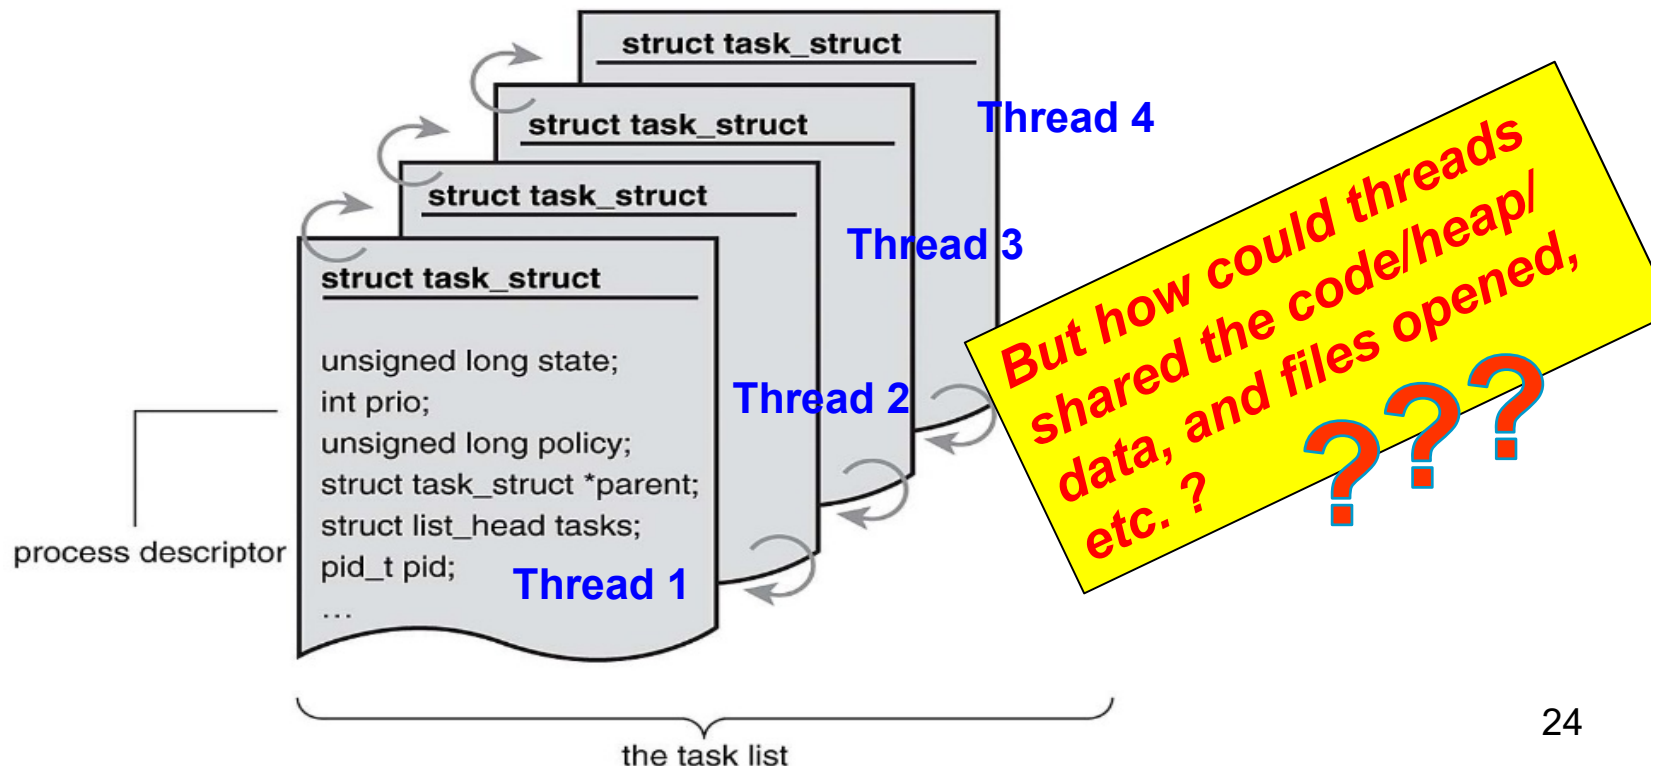 struct task_struct
Thread 4
struct task_struct
struct task_struct
Thread 3
struct task_struct
unsigned long state;
int prio;
Thread 2
unsigned long policy;
struct task_struct *parent;
struct list_head tasks;
process descriptor
pid_t pid;
Thread 1
...
But how could threads
shared the code/heap/
data, and files opened,
etc. ?
???
the task list
24